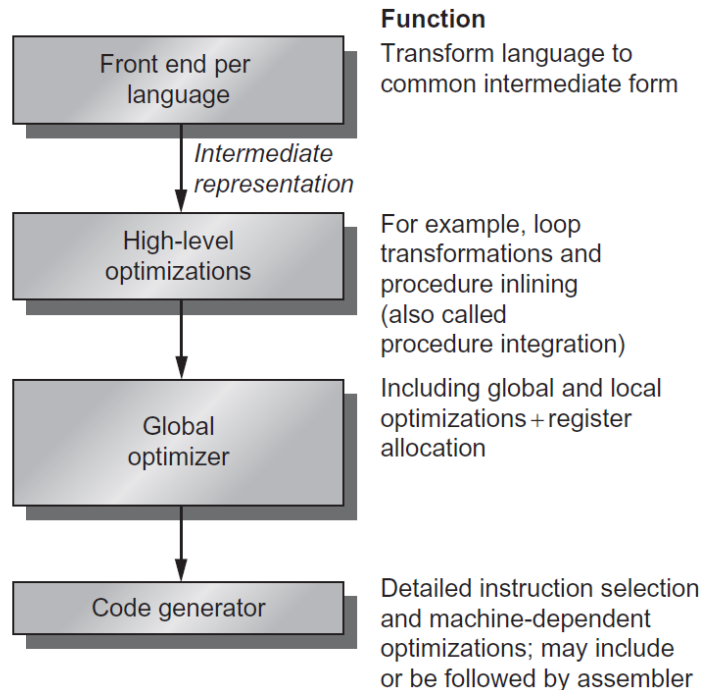 Function
Front end per
language
Transform language to
common intermediate form
Intermediate
representation
High-level
optimizations
For example, loop
transformations and
procedure inlining
(also called
procedure integration)
Global
optimizer
Including global and local
optimizations + register
allocation
Code generator
Detailed instruction selection
and machine-dependent
optimizations; may include
or be followed by assembler